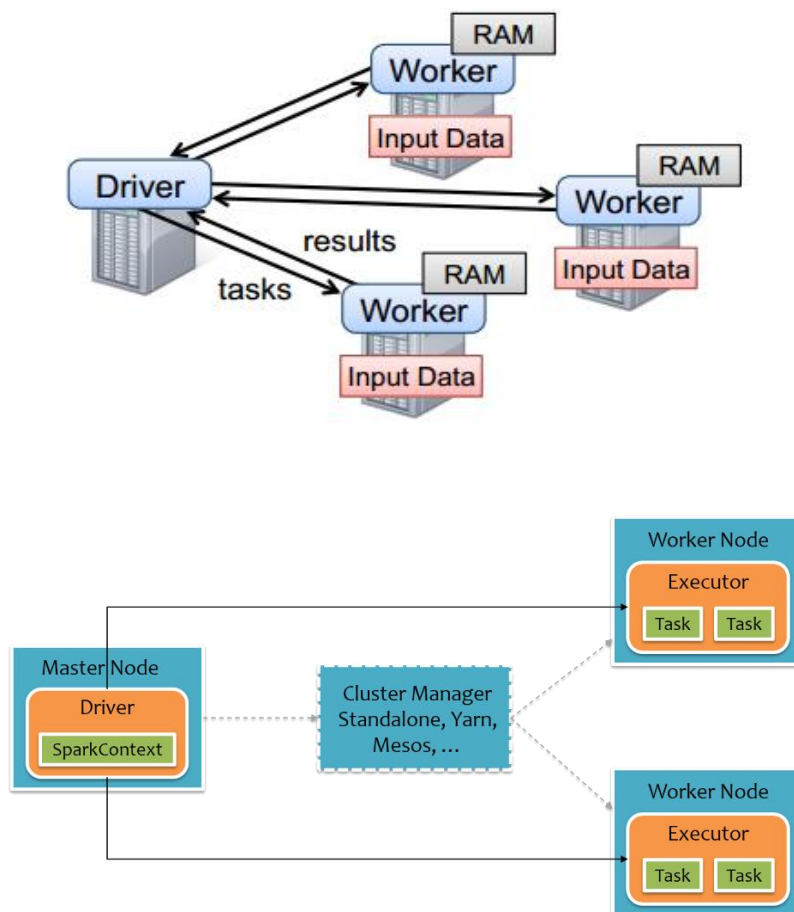 RAM
Worker
Input Data
RAM
Driver
Worker
results
RAM
Input Data
tasks
Worker
Input Data
Worker Node
Executor
Task Task
Master Node
Driver
SparkContext
Cluster Manager
Standalone, Yarn,
Mesos, ...
Worker Node
Executor
Task Task